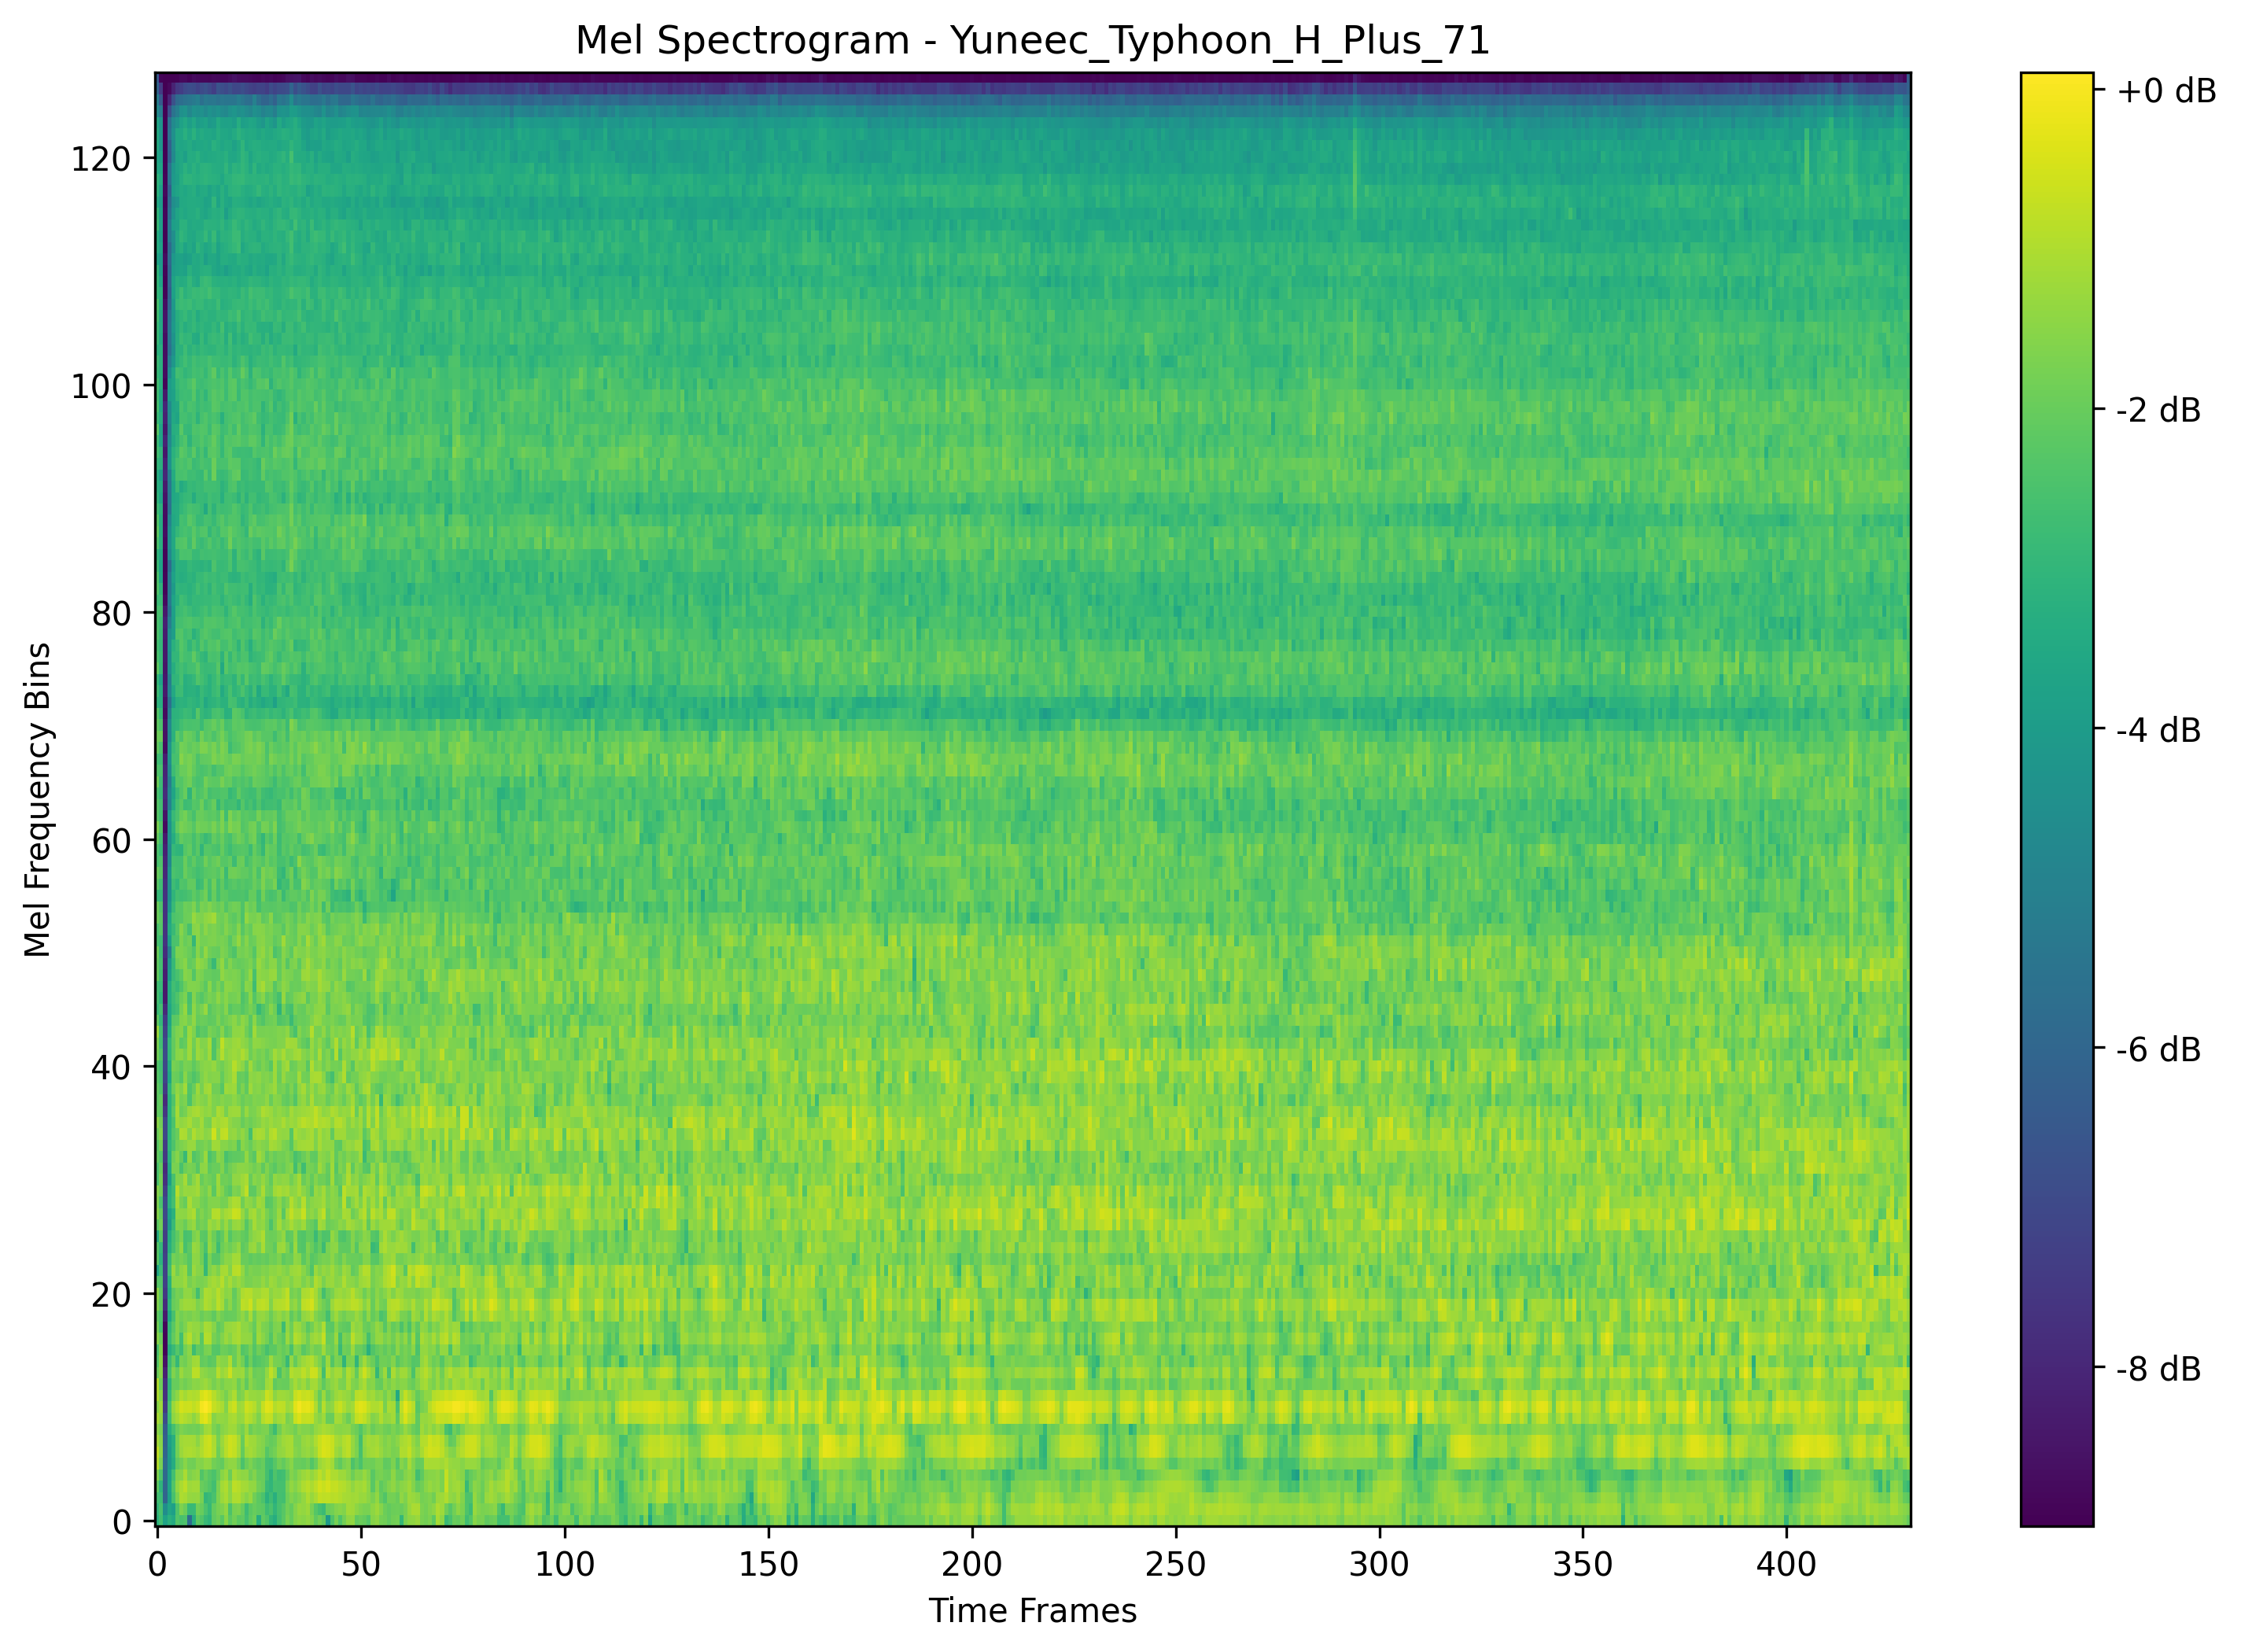 Mel Spectrogram - Yuneec_Typhoon_H_Plus_71
Mel Frequency Bins
120
100
80
60
40
20
0
0 50 100 150 200 250 300 350 400
Time Frames
+0 dB
-2 dB
-4 dB
-6 dB
-8 dB